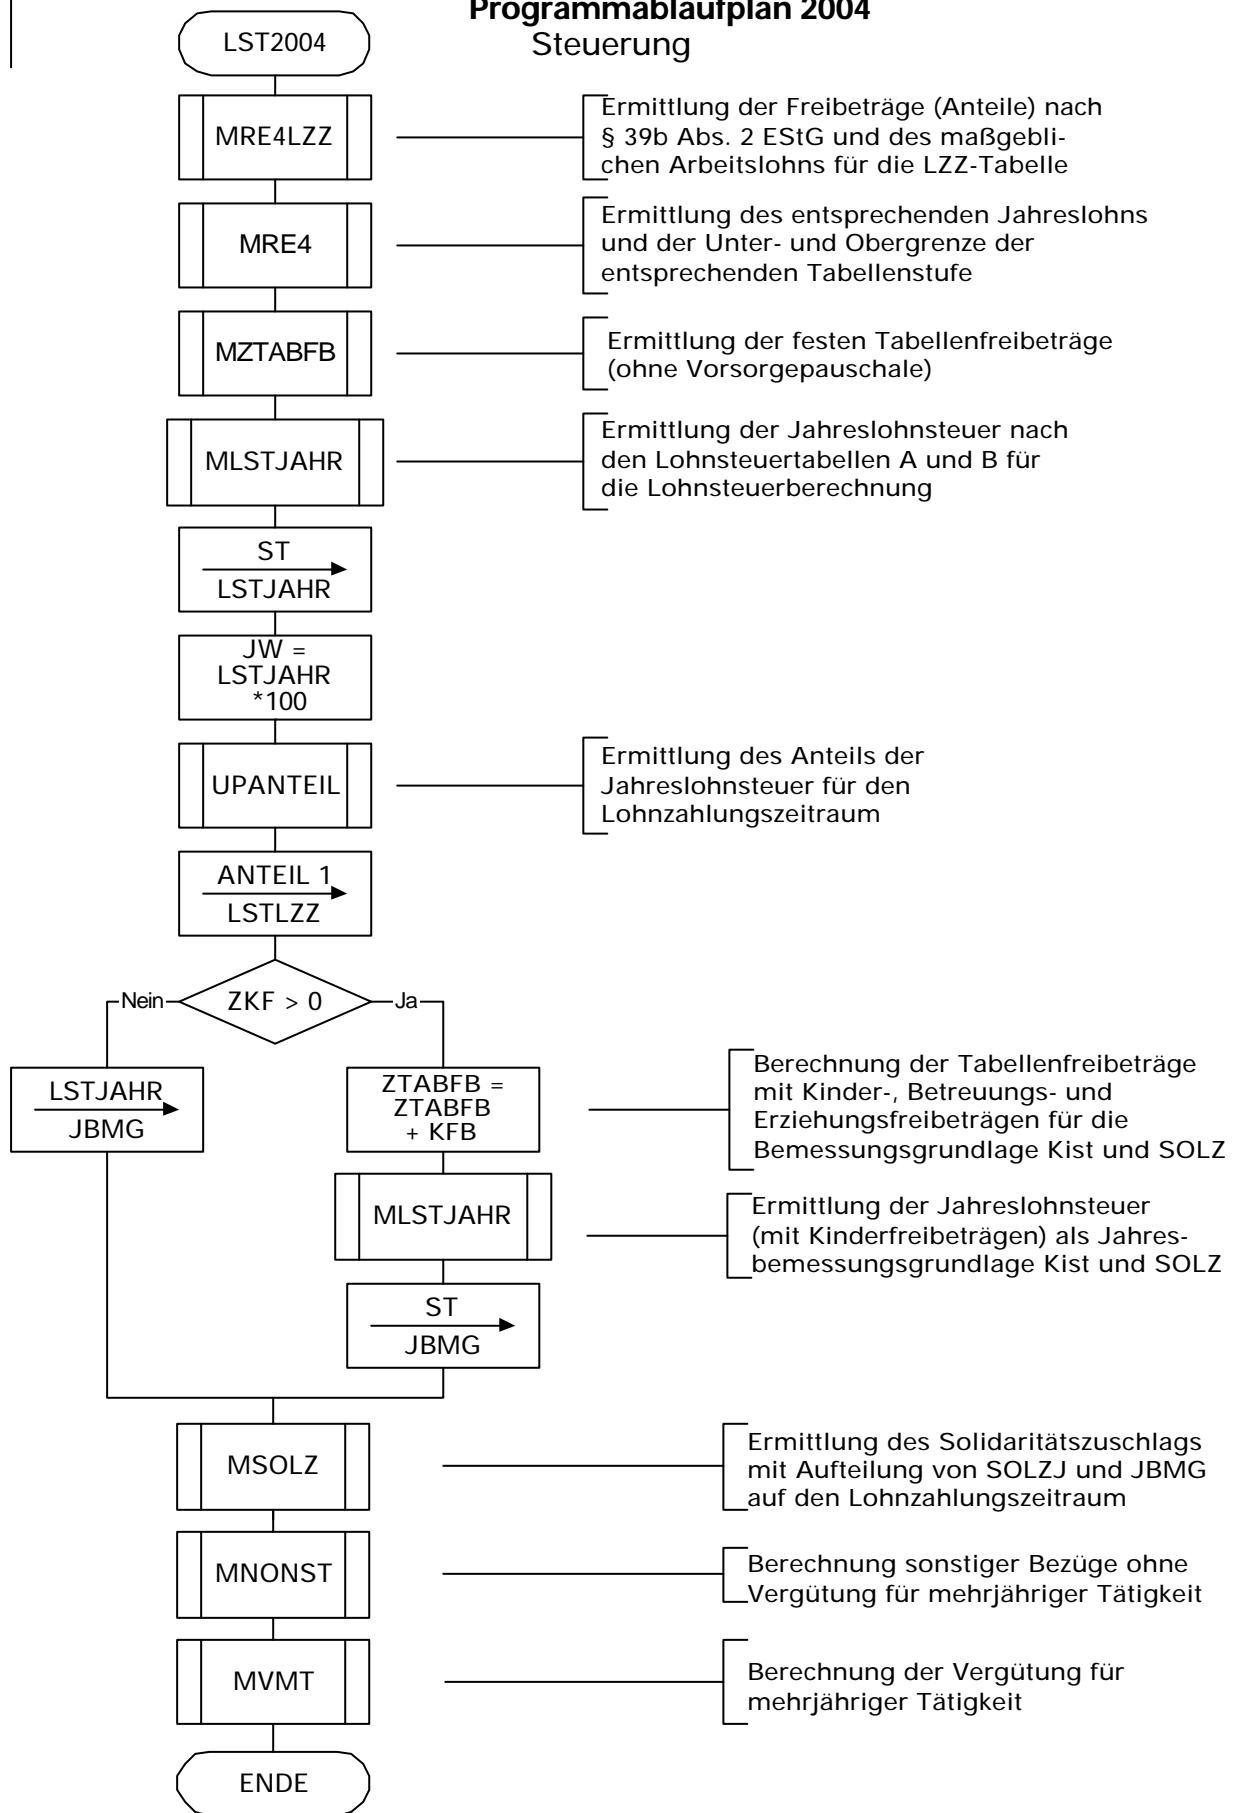 Programmablaufplan 2004
Steuerung
LST2004
MRE4LZZ
Ermittlung der Freibeträge (Anteile) nach
§ 39b Abs. 2 EStG und des maßgebli-
chen Arbeitslohns für die LZZ-Tabelle
MRE4
Ermittlung des entsprechenden Jahreslohns
und der Unter- und Obergrenze der
entsprechenden Tabellenstufe
MZTABFB
Ermittlung der festen Tabellenfreibeträge
(ohne Vorsorgepauschale)
MLSTJAHR
Ermittlung der Jahreslohnsteuer nach
den Lohnsteuertabellen A und B für
die Lohnsteuerberechnung
ST
LSTJAHR
JW =
LSTJAHR
*100
UPANTEIL
Ermittlung des Anteils der
Jahreslohnsteuer für den
Lohnzahlungszeitraum
ANTEIL 1
LSTLZZ
ZKF > 0
Nein
Ja
LSTJAHR
JBMG
ZTABFB =
ZTABFB
+ KFB
Berechnung der Tabellenfreibeträge
mit Kinder-, Betreuungs- und
Erziehungsfreibeträgen für die
Bemessungsgrundlage Kist und SOLZ
MLSTJAHR
Ermittlung der Jahreslohnsteuer
(mit Kinderfreibeträgen) als Jahres-
bemessungsgrundlage Kist und SOLZ
ST
JBMG
MSOLZ
Ermittlung des Solidaritätszuschlags
mit Aufteilung von SOLZJ und JBMG
auf den Lohnzahlungszeitraum
MNONST
Berechnung sonstiger Bezüge ohne
Vergütung für mehrjähriger Tätigkeit
MVMT
Berechnung der Vergütung für
mehrjähriger Tätigkeit
ENDE